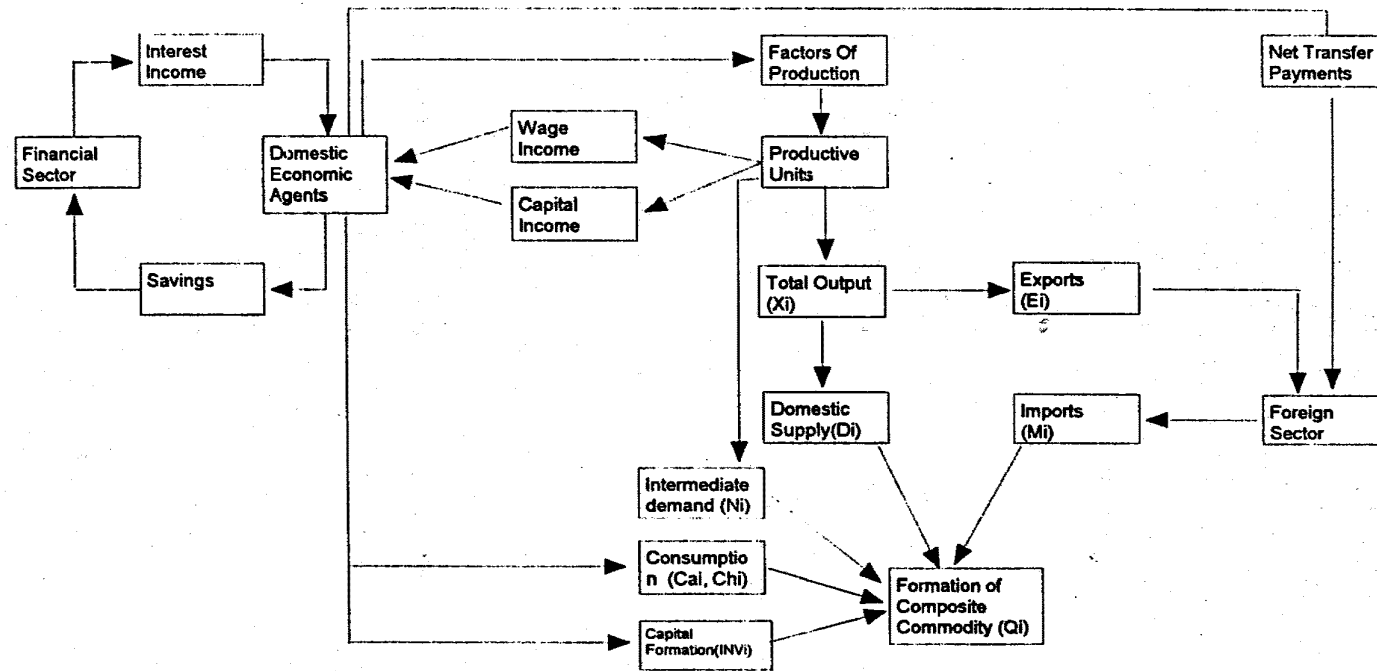 Interest
Income
Factors Of
Production
Net Transfer
Payments
Financial
Sector
Domestic
Economic
Agents
Wage
Income
Productive
Units
Capital
Income
Savings
Total Output
(Xi)
Exports
(Ei)
Domestic
Supply(Di)
Imports
(Mi)
Foreign
Sector
Intermediate
demand (Ni)
Consumptio
n (Cai, Chi)
Formation of
Composite
Commodity (Qi)
Capital
Formation(INVi)